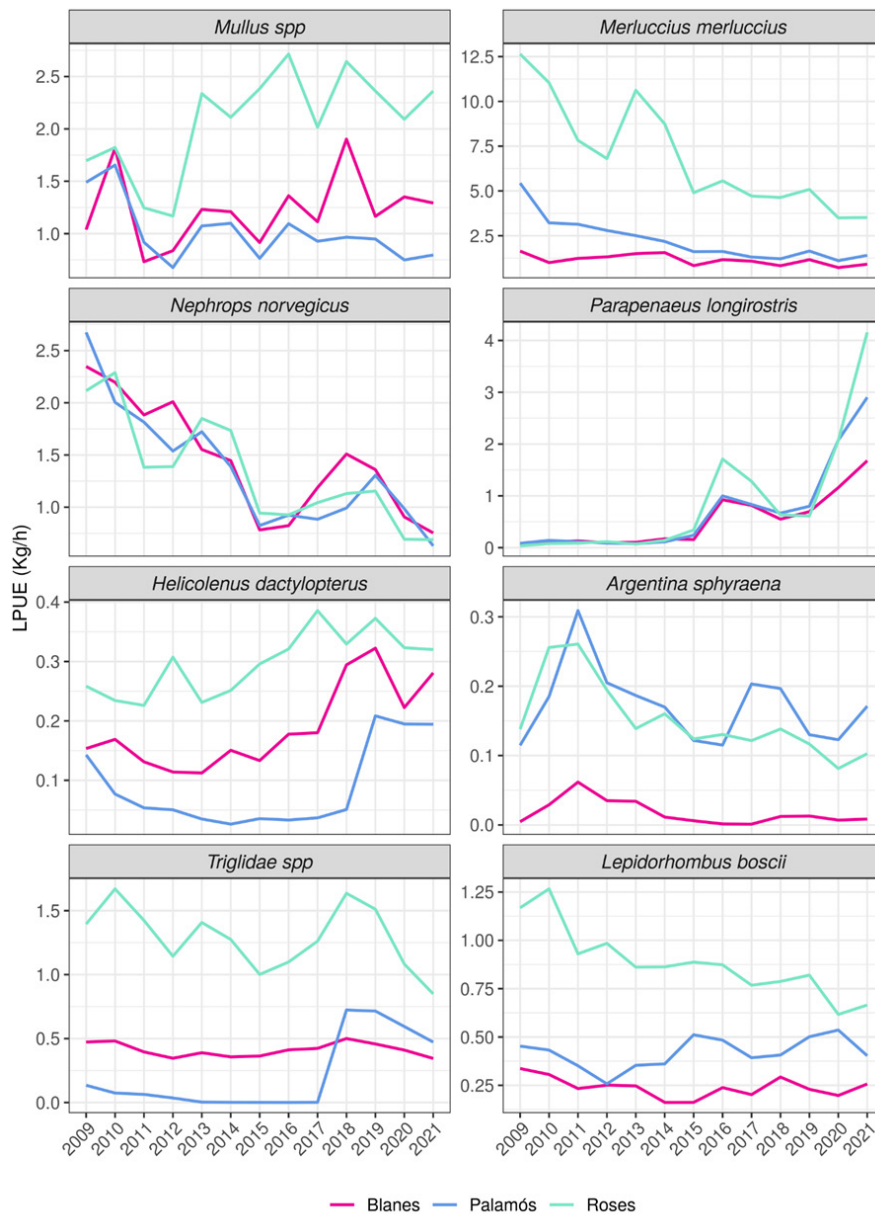 Mullus spp
Merluccius merluccius
2.5
2.0
1.5
1.0
12.5
10.0
7.5
5.0
2.5
Nephrops norvegicus
Parapenaeus longirostris
2.5
2.0
1.5
1.0
4
3
2
1
0
LPUE (Kg/h)
Helicolenus dactylopterus
Argentina sphyraena
0.4
0.3
0.2
0.1
0.3
0.2
0.1
0.0
Triglidae spp
Lepidorhombus boscii
1.5
1.0
0.5
0.0
1.25
1.00
0.75
0.50
0.25
2009 2010 2011 2012 2013 2014 2015 2016 2017 2018 2019 2020 2021
2009 2010 2011 2012 2013 2014 2015 2016 2017 2018 2019 2020 2021
Blanes Palamós Roses